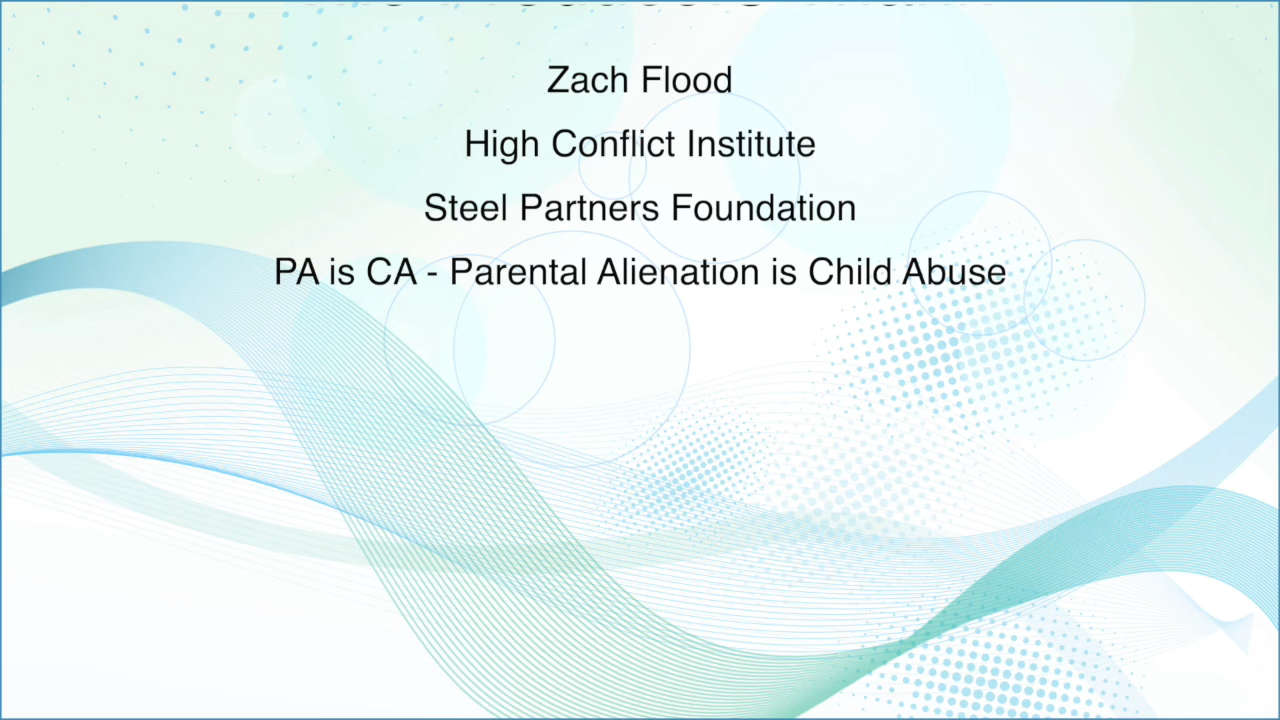 Zach Flood
High Conflict Institute
Steel Partners Foundation
PA is CA - Parental Alienation is Child Abuse